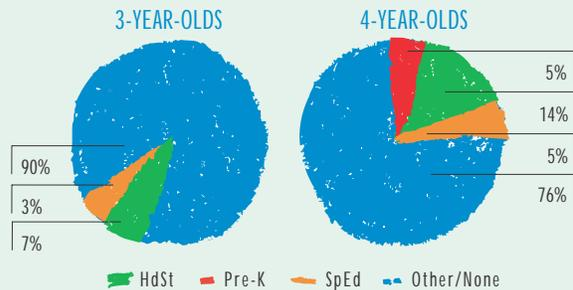 3-YEAR-OLDS
90%
3%
7%
4-YEAR-OLDS
5%
14%
5%
76%
HdSt Pre-K SpEd Other/None